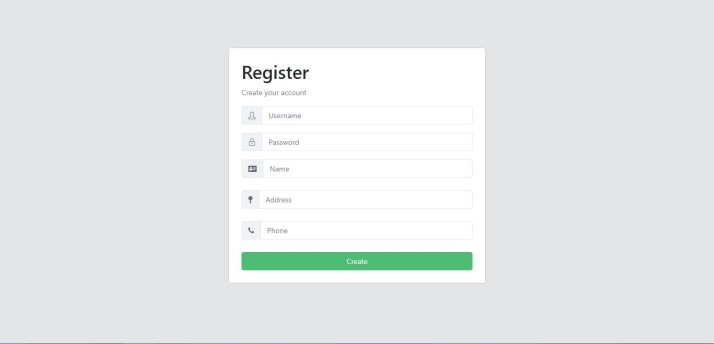 Register
Create your account
Username
Password
Name
Address
Phone
Create